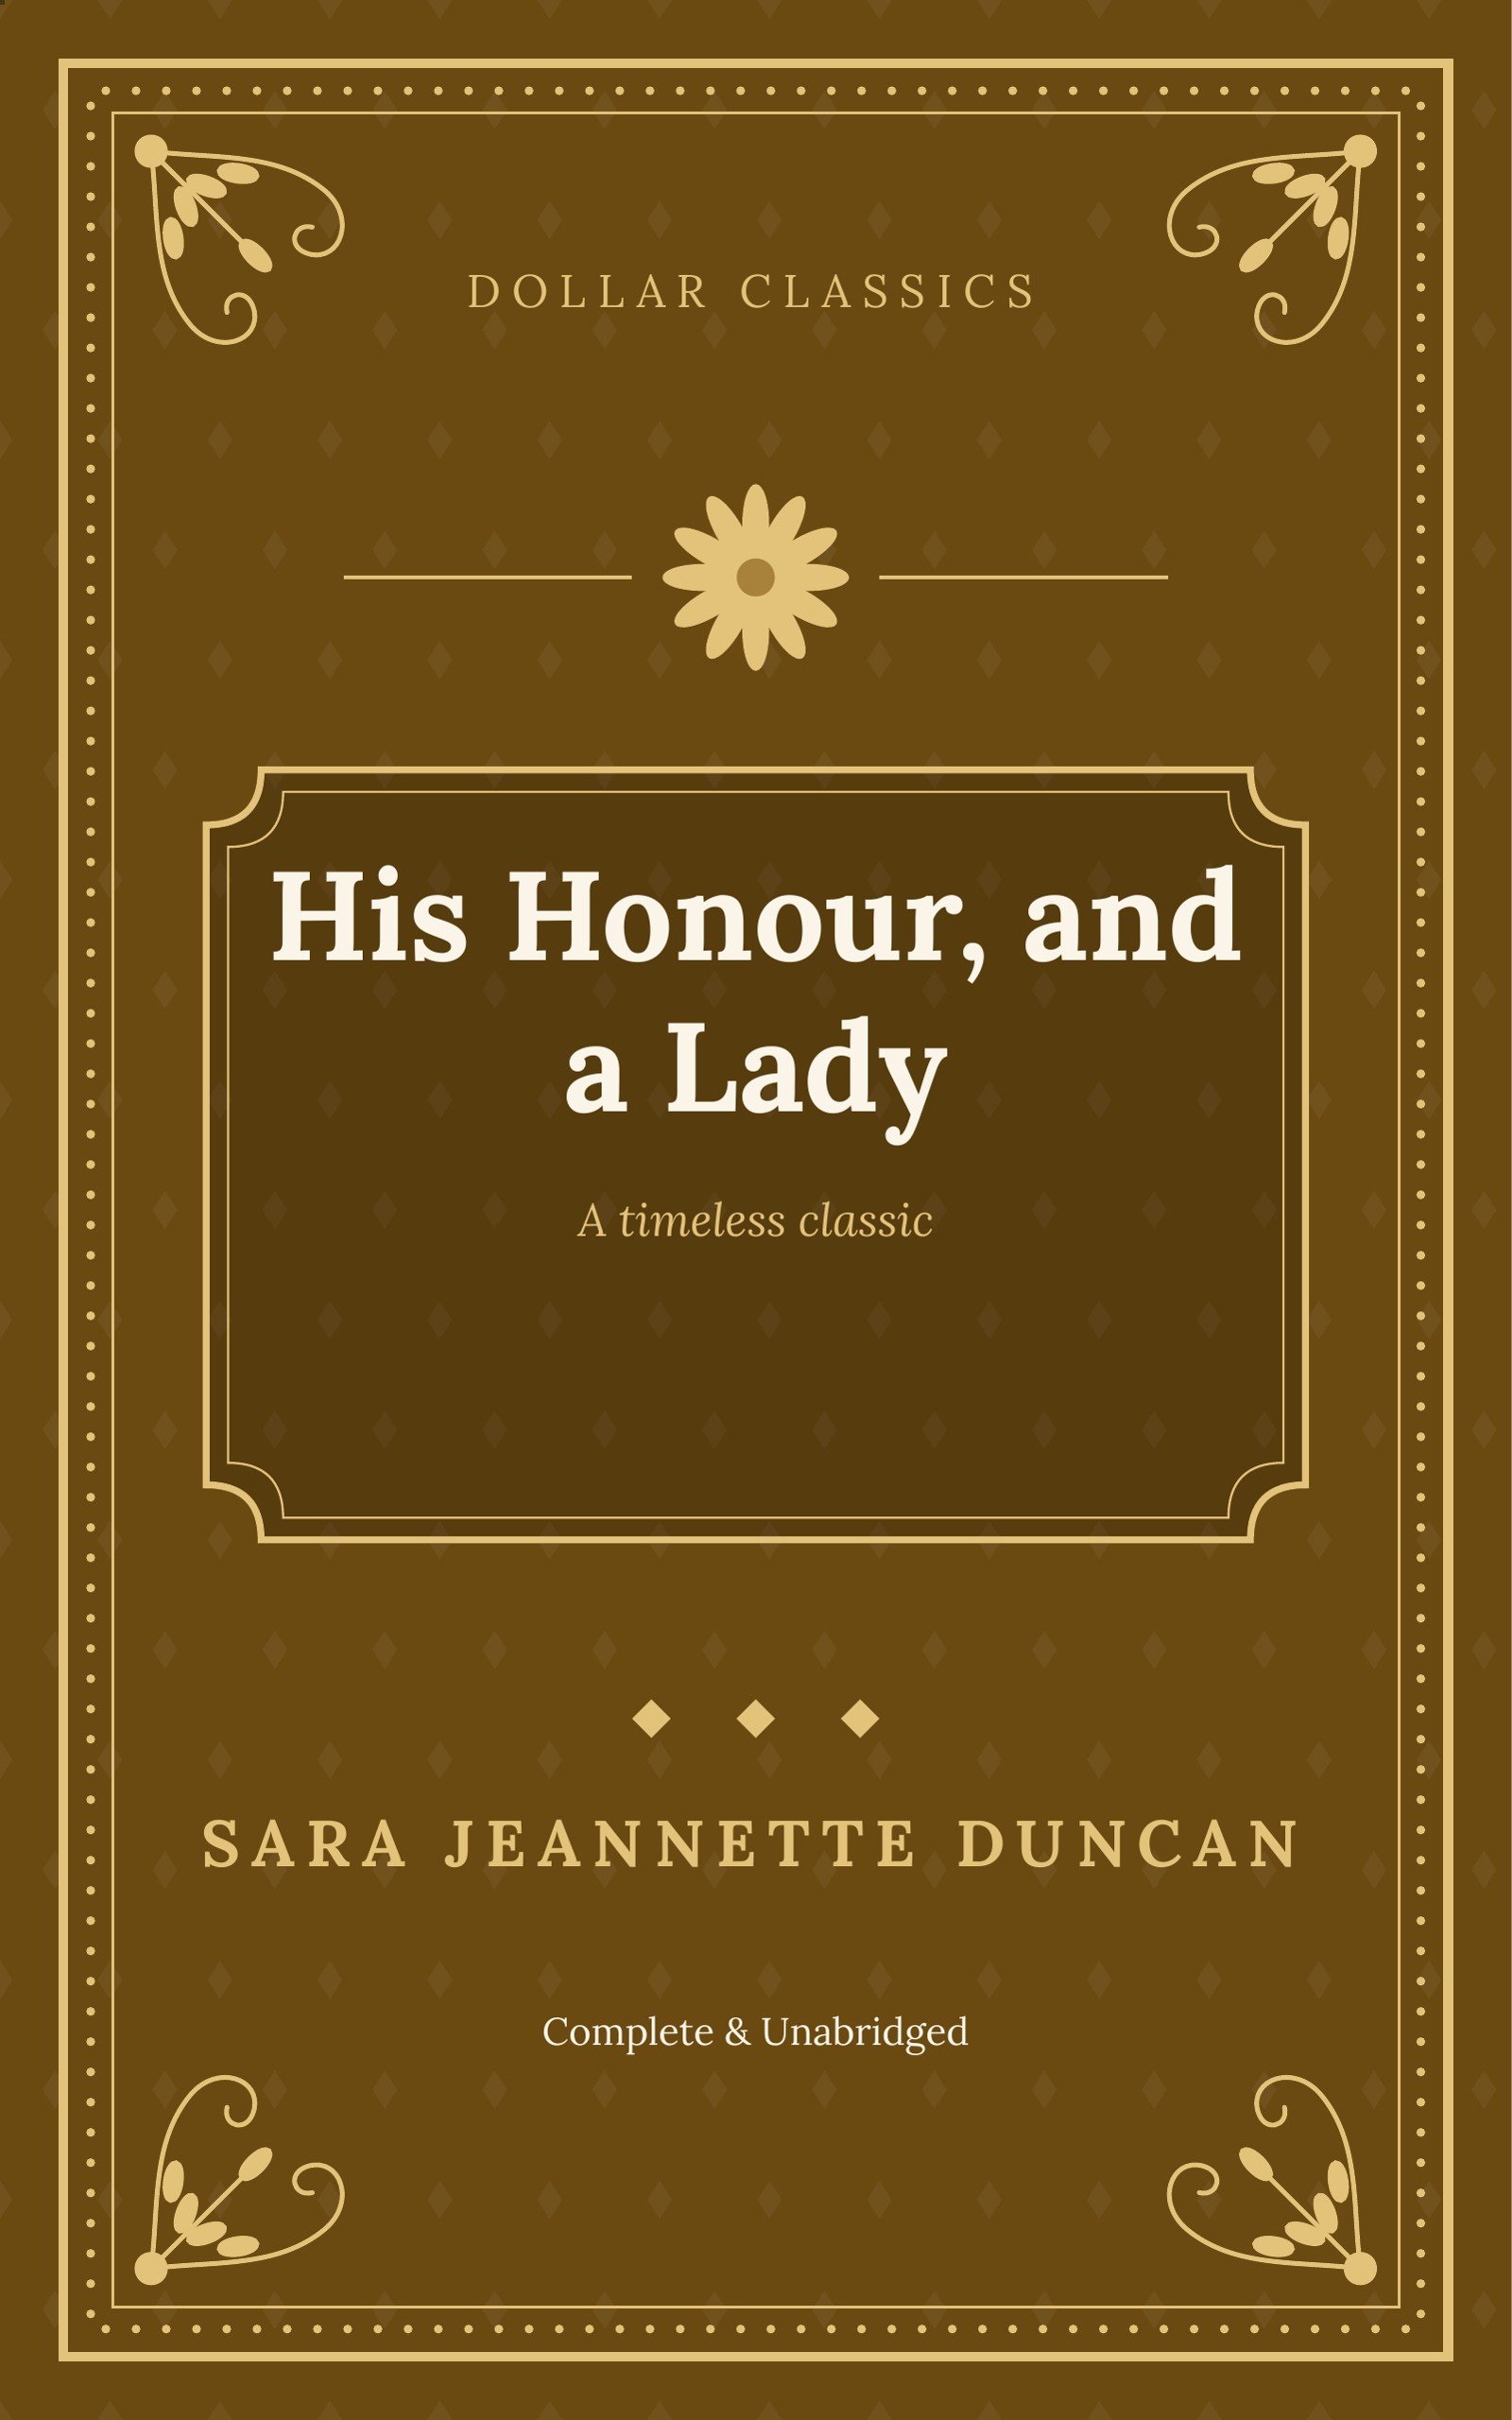 DOLLAR CLASSICS
His Honour, and
a Lady
A timeless classic
SARA JEANNETTE DUNCAN
Complete & Unabridged